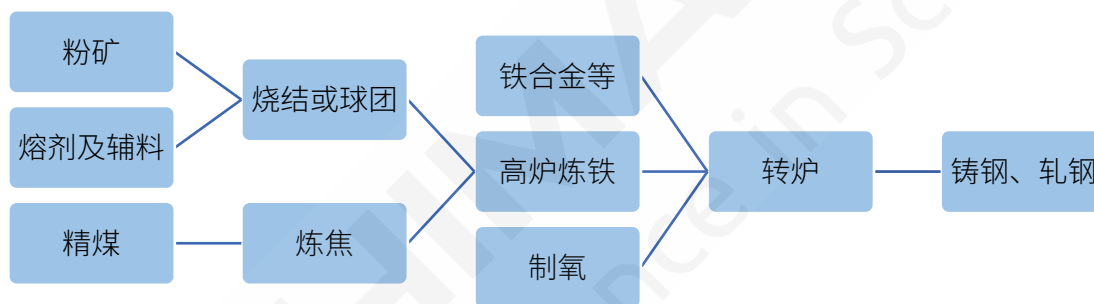 粉矿
熔剂及辅料
精煤
烧结或球团
炼焦
铁合金等
高炉炼铁
制氧
转炉
铸钢、轧钢